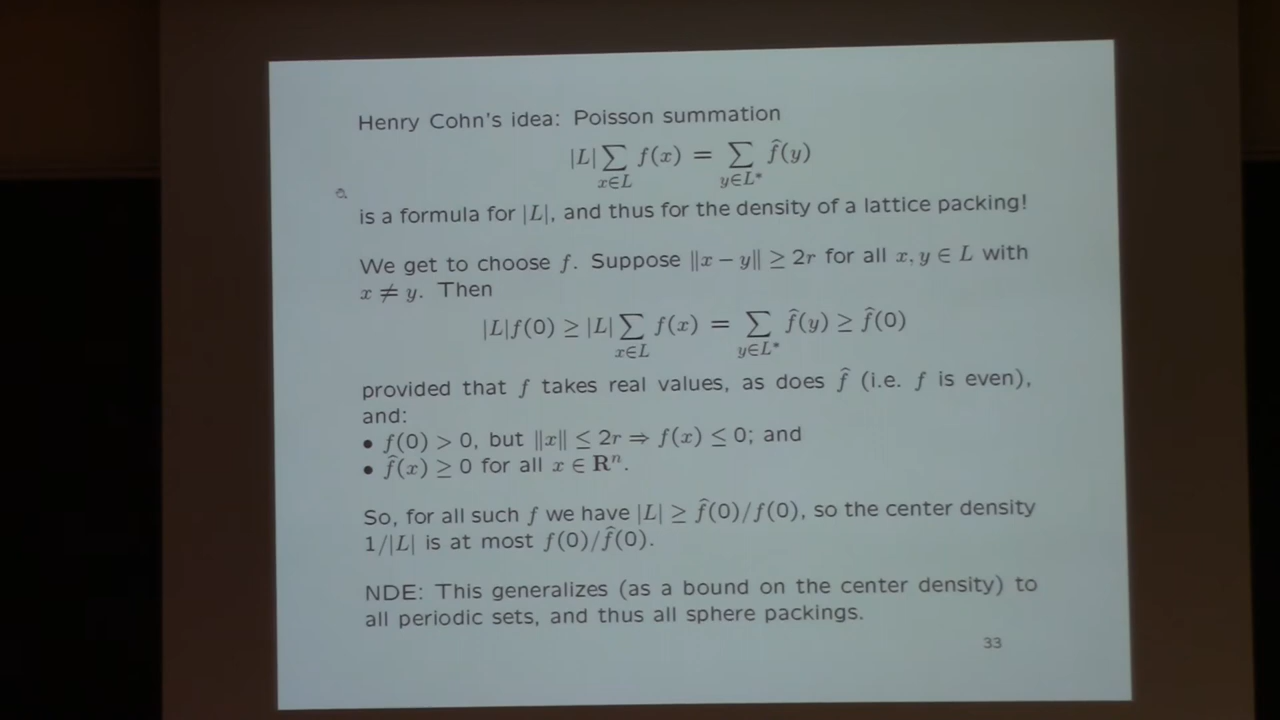 Henry Cohn's idea: Poisson summation
|L| ∑_{x∈L} f(x) = ∑_{y∈L*} f̂(y)
is a formula for |L|, and thus for the density of a lattice packing!
We get to choose f. Suppose ‖x − y‖ ≥ 2r for all x, y ∈ L with
x ≠ y. Then
|L|f(0) ≥ |L| ∑_{x∈L} f(x) = ∑_{y∈L*} f̂(y) ≥ f̂(0)
provided that f takes real values, as does f̂ (i.e. f is even),
and:
• f(0) > 0, but ‖x‖ ≤ 2r ⇒ f(x) ≤ 0; and
• f̂(x) ≥ 0 for all x ∈ Rⁿ.
So, for all such f we have |L| ≥ f̂(0)/f(0), so the center density
1/|L| is at most f(0)/f̂(0).
NDE: This generalizes (as a bound on the center density) to
all periodic sets, and thus all sphere packings.
33